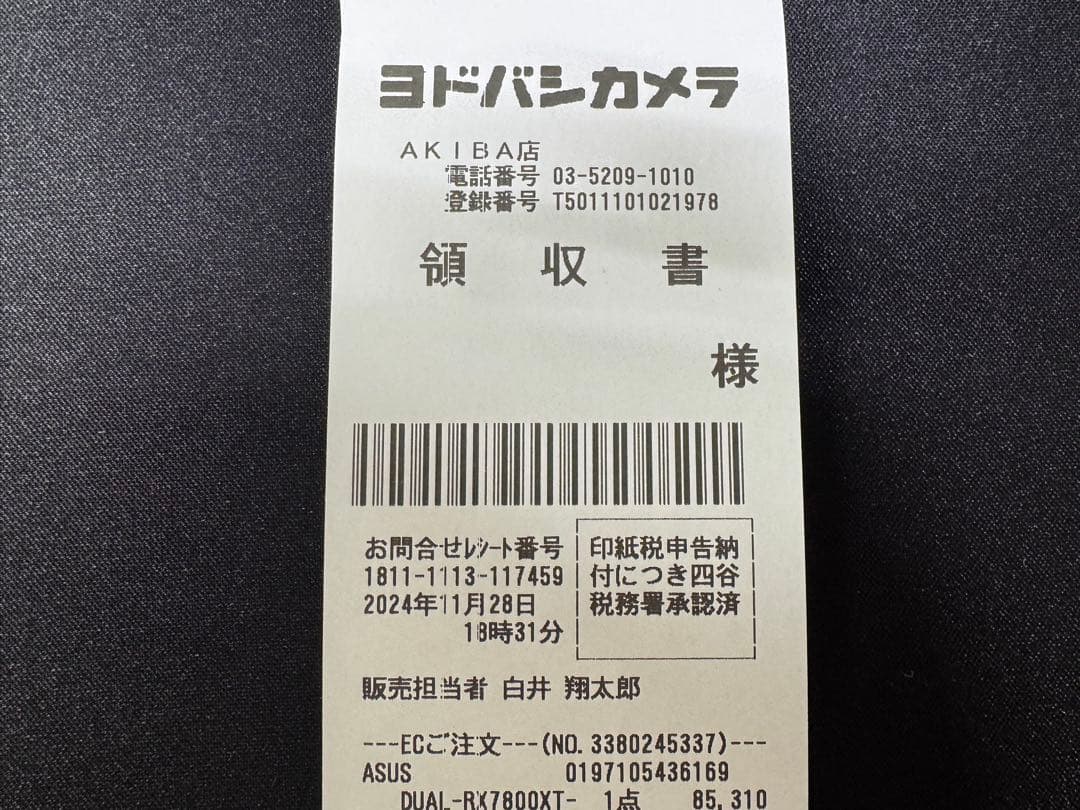 ヨドバシカメラ
AKIBA店
電話番号 03-5209-1010
登録番号 T5011101021978
領 収 書
様
お問合せﾚｼｰﾄ番号
1811-1113-117459
2024年11月28日
18時31分
印紙税申告納
付につき四谷
税務署承認済
販売担当者 白井 翔太郎
---ECご注文---(NO. 3380245337)---
ASUS 0197105436169
DUAL-RX7800XT- 1点 85,310